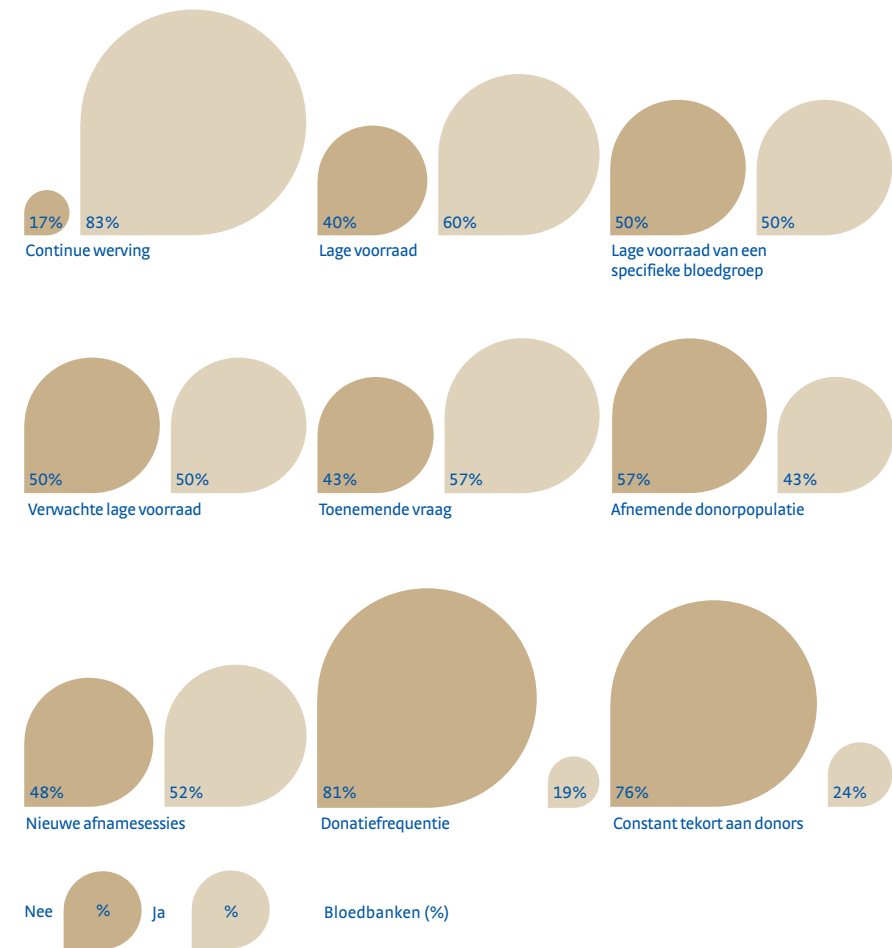 17% 83% 40% 60% 50% 50%
Continue werving Lage voorraad Lage voorraad van een
specifieke bloedgroep
50% 50% 43% 57% 57% 43%
Verwachte lage voorraad Toenemende vraag Afnemende donorpopulatie
48% 52% 81% 19% 76% 24%
Nieuwe afnamesessies Donatiefrequentie Constant tekort aan donors
Nee % Ja % Bloedbanken (%)